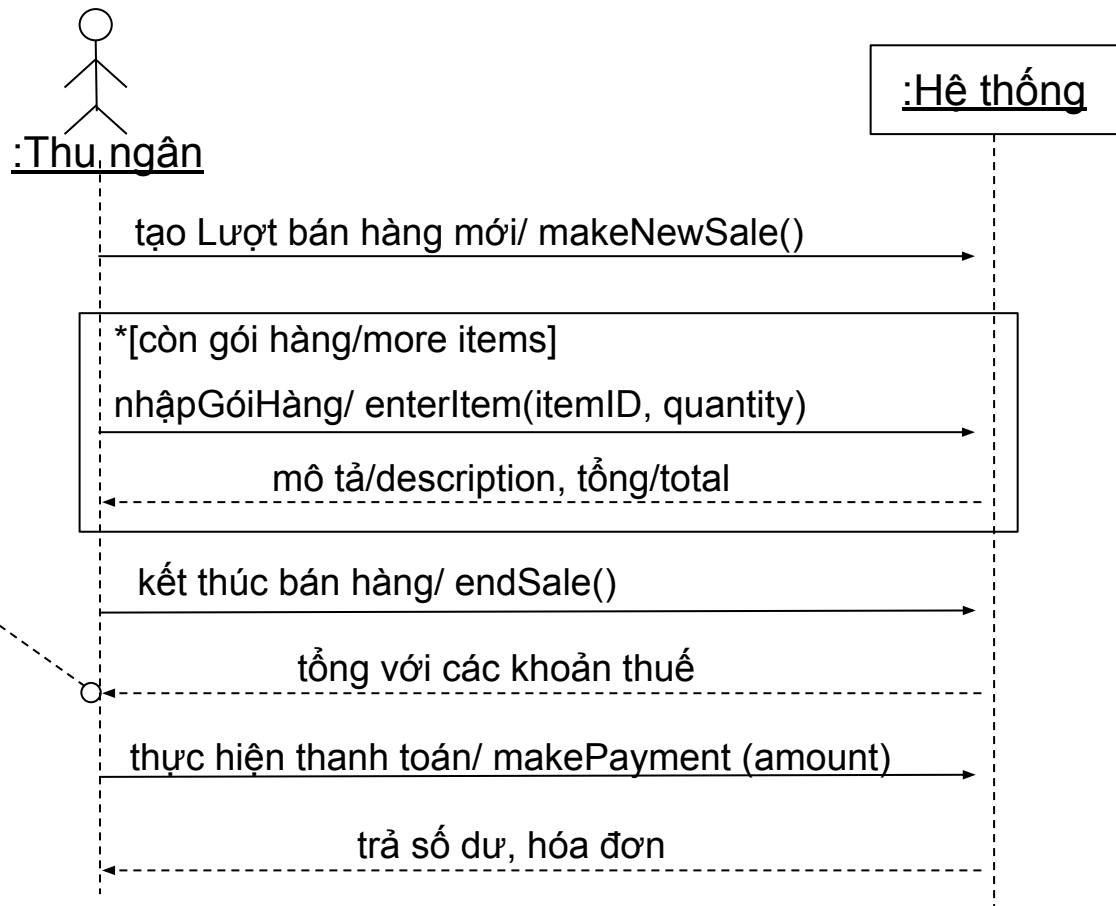 :Thu ngân
:Hệ thống
tạo Lượt bán hàng mới/ makeNewSale()
*[còn gói hàng/more items]
nhậpGóiHàng/ enterItem(itemID, quantity)
mô tả/description, tổng/total
kết thúc bán hàng/ endSale()
tổng với các khoản thuế
thực hiện thanh toán/ makePayment (amount)
trả số dư, hóa đơn